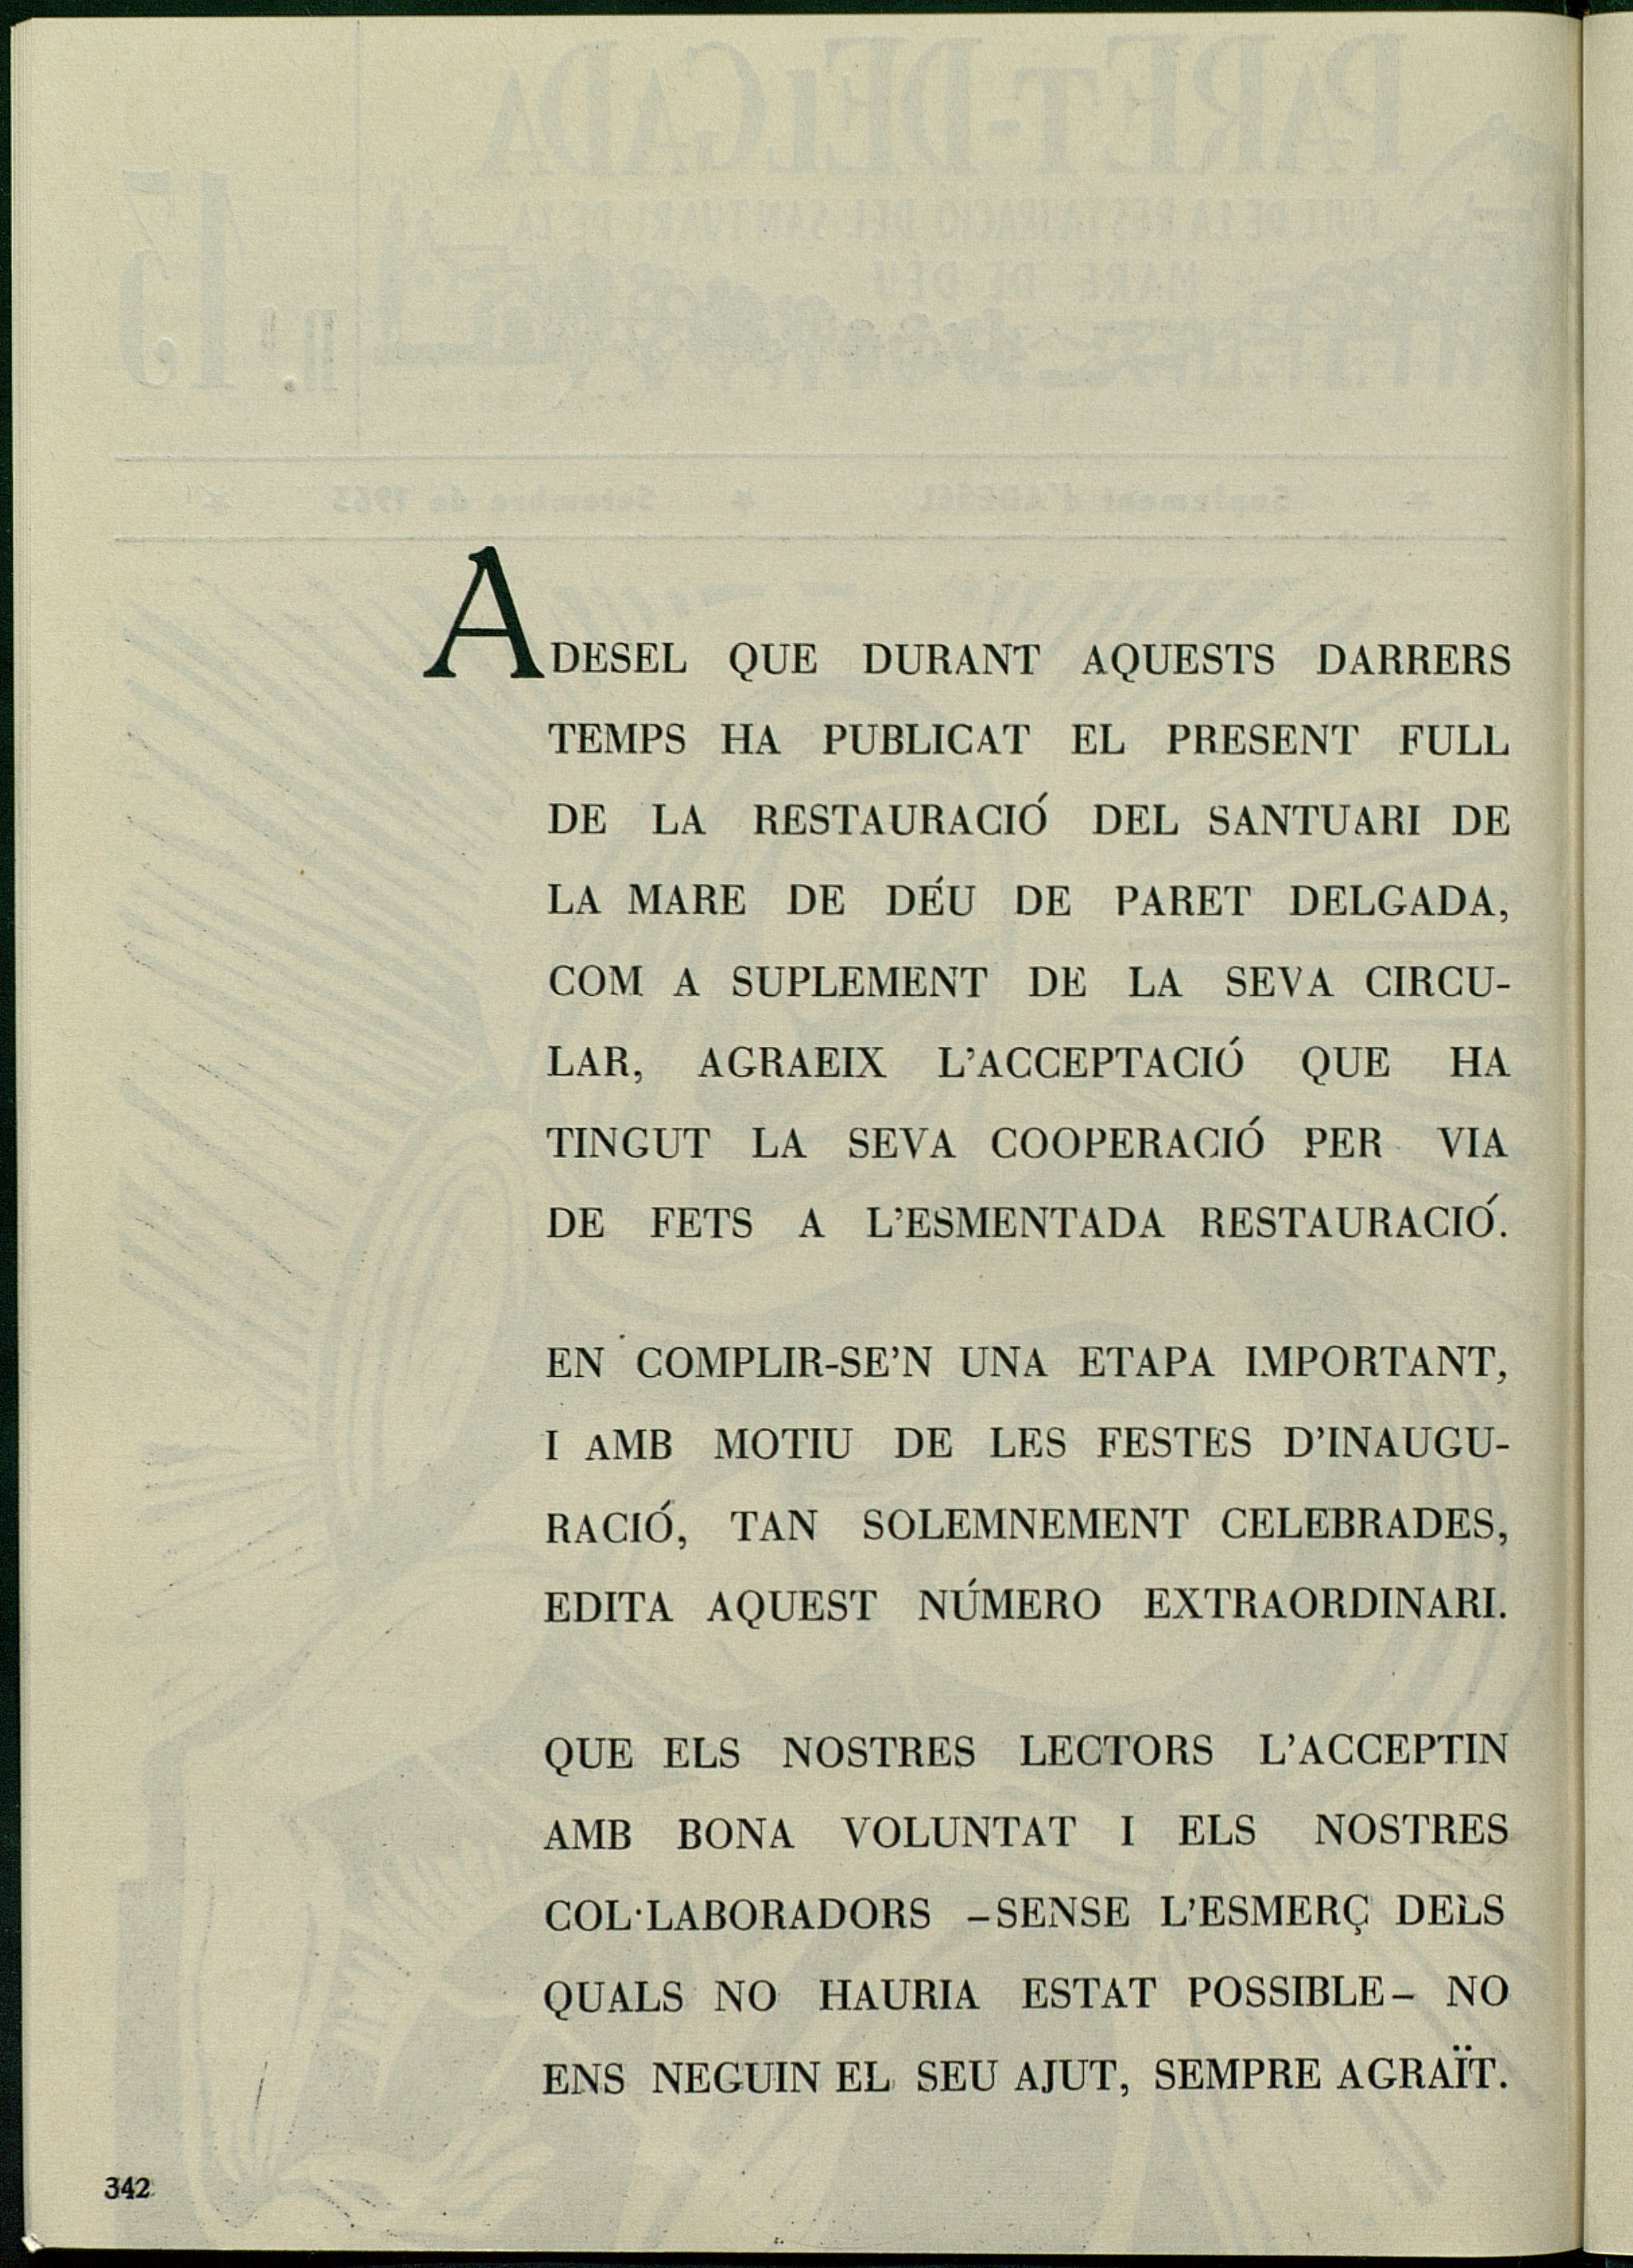 ADESEL QUE DURANT AQUESTS DARRERS
TEMPS HA PUBLICAT EL PRESENT FULL
DE LA RESTAURACIÓ DEL SANTUARI DE
LA MARE DE DÉU DE PARET DELGADA,
COM A SUPLEMENT DE LA SEVA CIRCU-
LAR, AGRAEIX L'ACCEPTACIÓ QUE HA
TINGUT LA SEVA COOPERACIÓ PER VIA
DE FETS A L'ESMENTADA RESTAURACIÓ.
EN COMPLIR-SE'N UNA ETAPA IMPORTANT,
I AMB MOTIU DE LES FESTES D'INAUGU-
RACIÓ, TAN SOLEMNEMENT CELEBRADES,
EDITA AQUEST NÚMERO EXTRAORDINARI.
QUE ELS NOSTRES LECTORS L'ACCEPTIN
AMB BONA VOLUNTAT I ELS NOSTRES
COL·LABORADORS –SENSE L'ESMERÇ DELS
QUALS NO HAURIA ESTAT POSSIBLE– NO
ENS NEGUIN EL SEU AJUT, SEMPRE AGRAÏT.
342